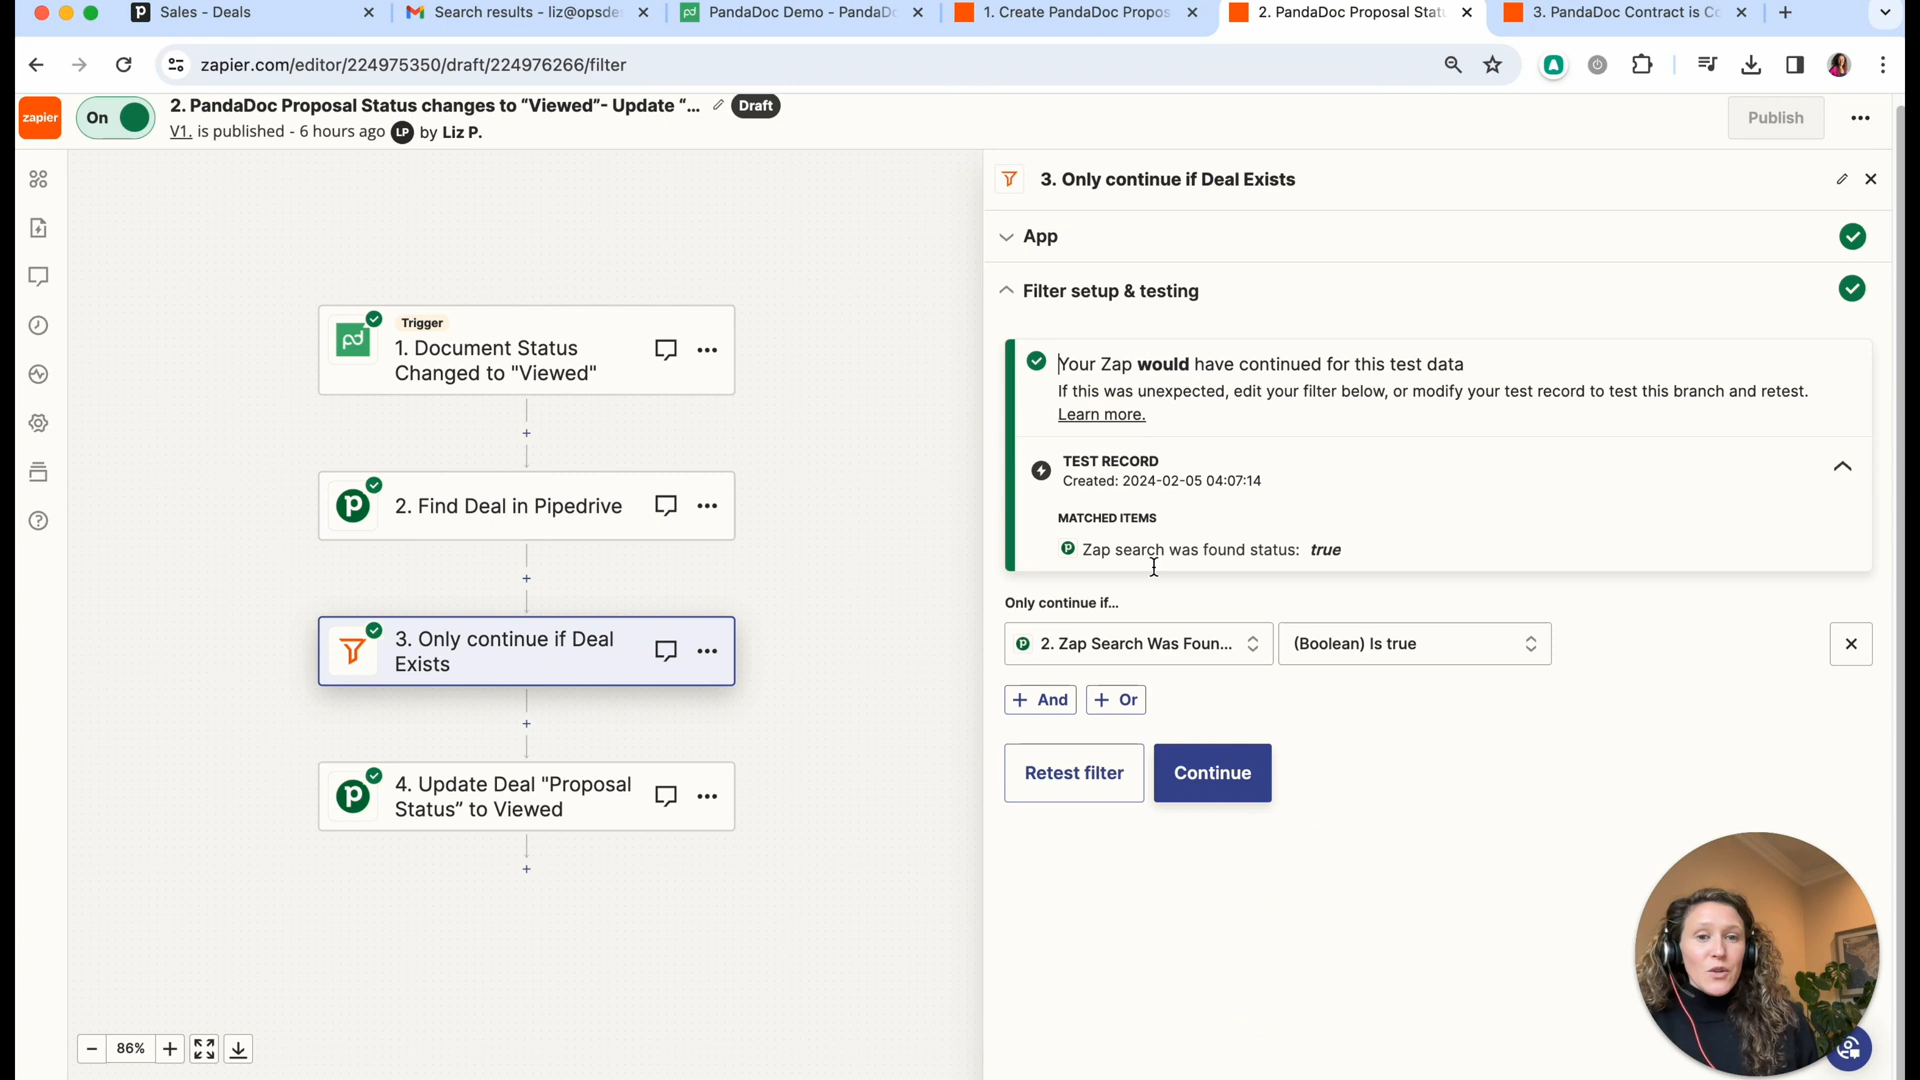 Sales - Deals
Search results - liz@opsde
PandaDoc Demo - PandaDo
1. Create PandaDoc Propos
2. PandaDoc Proposal Statu
3. PandaDoc Contract is Co
zapier.com/editor/224975350/draft/224976266/filter
zapier
On
2. PandaDoc Proposal Status changes to “Viewed”- Update “...
Draft
V1. is published - 6 hours ago LP by Liz P.
Publish
Trigger
1. Document Status
Changed to "Viewed"
2. Find Deal in Pipedrive
3. Only continue if Deal
Exists
4. Update Deal "Proposal
Status” to Viewed
86%
3. Only continue if Deal Exists
App
Filter setup & testing
Your Zap would have continued for this test data
If this was unexpected, edit your filter below, or modify your test record to test this branch and retest.
Learn more.
TEST RECORD
Created: 2024-02-05 04:07:14
MATCHED ITEMS
Zap search was found status: true
Only continue if...
2. Zap Search Was Foun...
(Boolean) Is true
+ And
+ Or
Retest filter
Continue